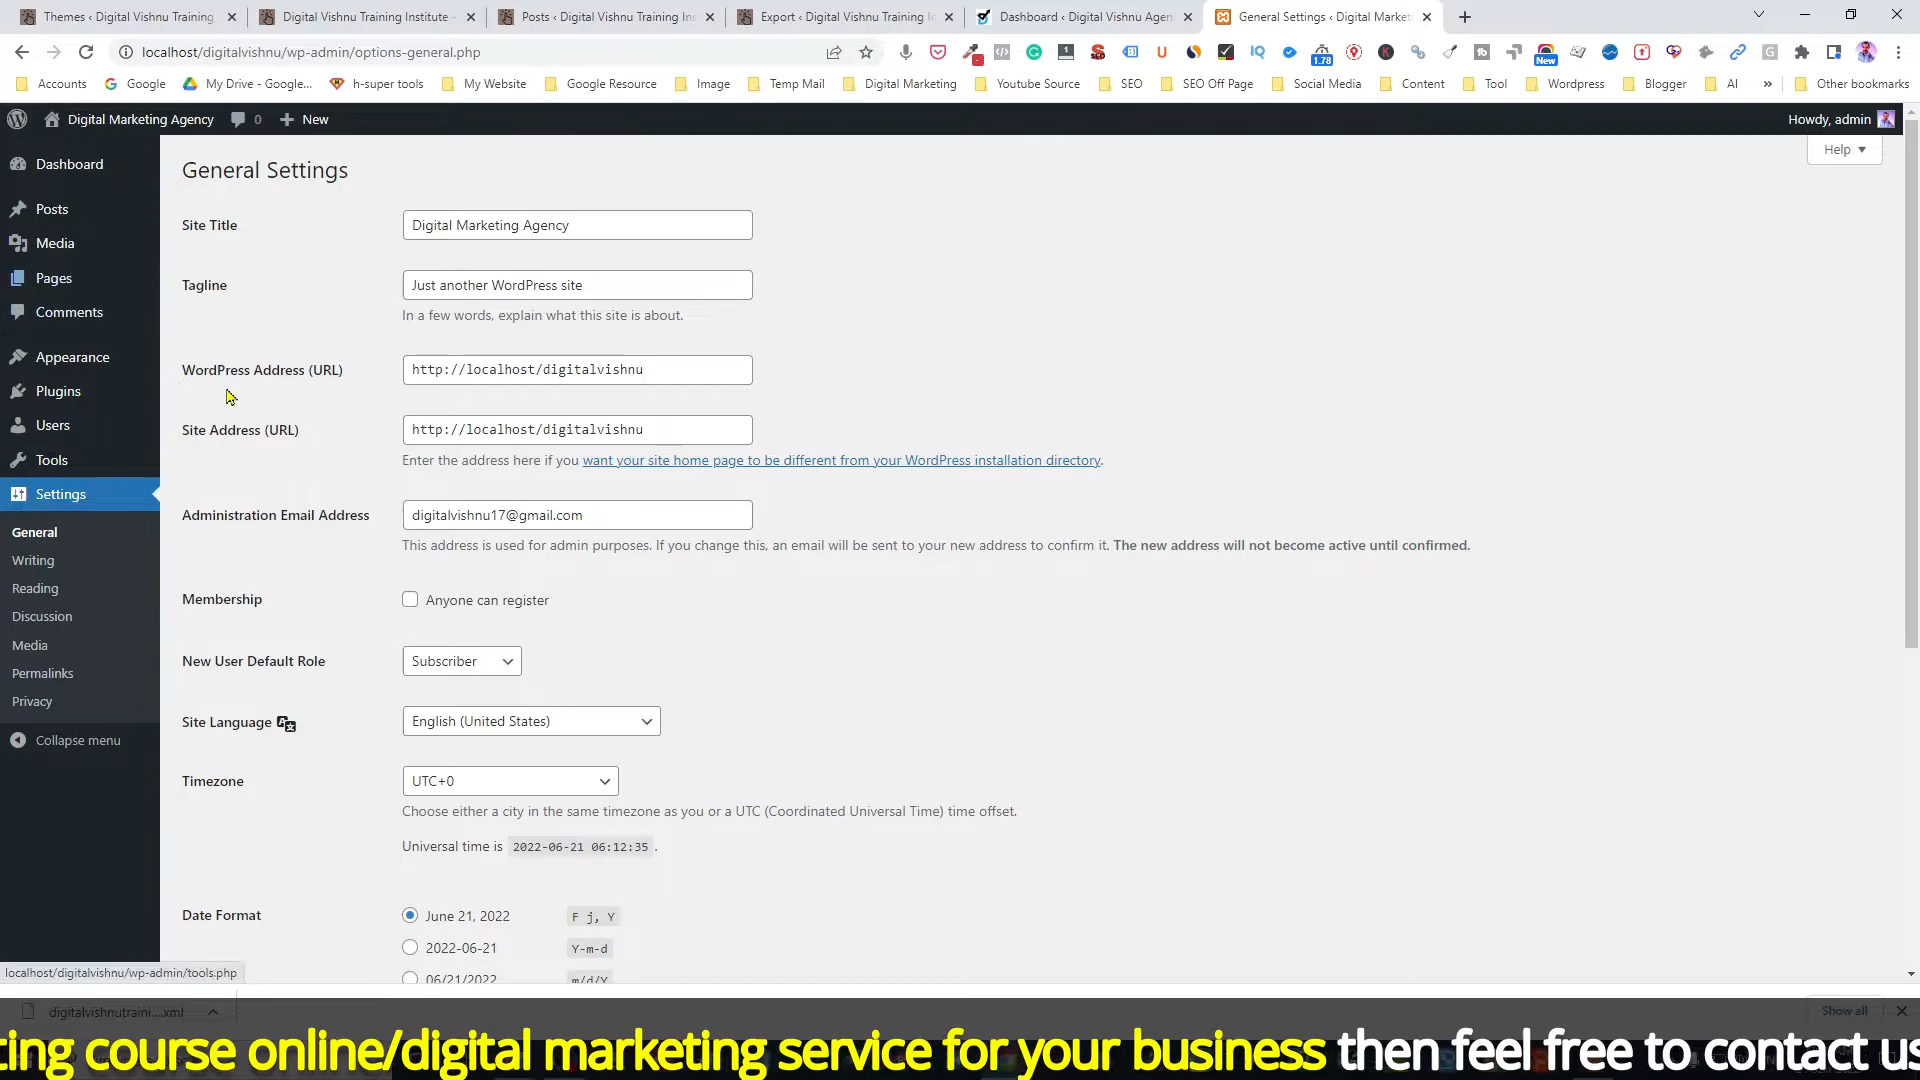 Themes ‹ Digital Vishnu Training
Digital Vishnu Training Institute -
Posts ‹ Digital Vishnu Training Ins
Export ‹ Digital Vishnu Training In
Dashboard ‹ Digital Vishnu Agen
General Settings ‹ Digital Market
localhost/digitalvishnu/wp-admin/options-general.php
1.78
New
Accounts
Google
My Drive - Google...
h-super tools
My Website
Google Resource
Image
Temp Mail
Digital Marketing
Youtube Source
SEO
SEO Off Page
Social Media
Content
Tool
Wordpress
Blogger
AI
»
Other bookmarks
Digital Marketing Agency
0
New
Howdy, admin
Help
Dashboard
Posts
Media
Pages
Comments
Appearance
Plugins
Users
Tools
Settings
General
Writing
Reading
Discussion
Media
Permalinks
Privacy
Collapse menu
General Settings
Site Title
Digital Marketing Agency
Tagline
Just another WordPress site
In a few words, explain what this site is about.
WordPress Address (URL)
http://localhost/digitalvishnu
Site Address (URL)
http://localhost/digitalvishnu
Enter the address here if you want your site home page to be different from your WordPress installation directory.
Administration Email Address
digitalvishnu17@gmail.com
This address is used for admin purposes. If you change this, an email will be sent to your new address to confirm it. The new address will not become active until confirmed.
Membership
Anyone can register
New User Default Role
Subscriber
Site Language
English (United States)
Timezone
UTC+0
Choose either a city in the same timezone as you or a UTC (Coordinated Universal Time) time offset.
Universal time is 2022-06-21 06:12:35 .
Date Format
June 21, 2022 F j, Y
2022-06-21 Y-m-d
06/21/2022 m/d/Y
localhost/digitalvishnu/wp-admin/tools.php
digitalvishnutraini....xml
Show all
ting course online/digital marketing service for your business then feel free to contact us